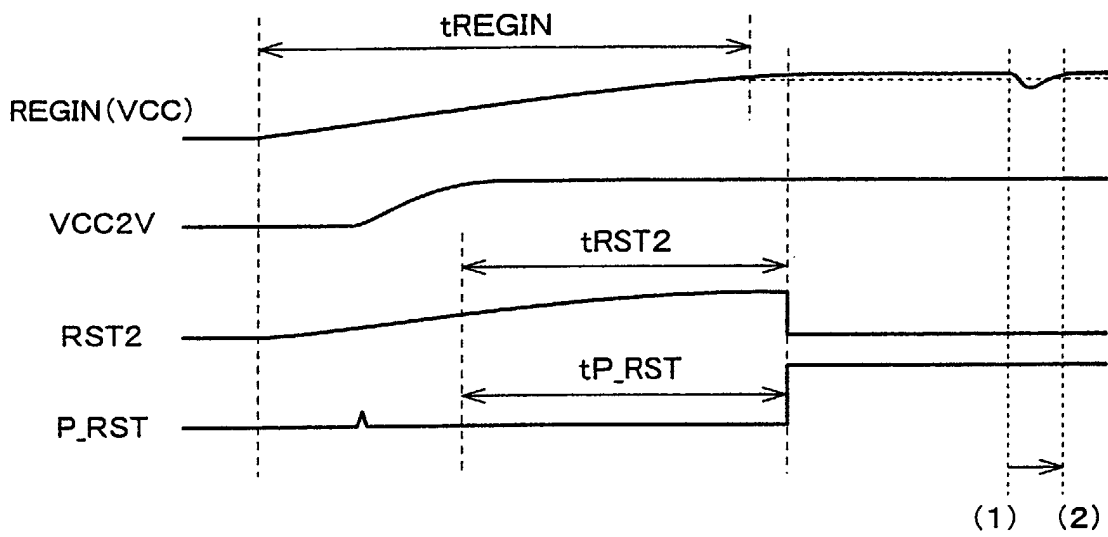 tREGIN
REGIN(VCC)
VCC2V
tRST2
RST2
tP_RST
P_RST
(1) (2)